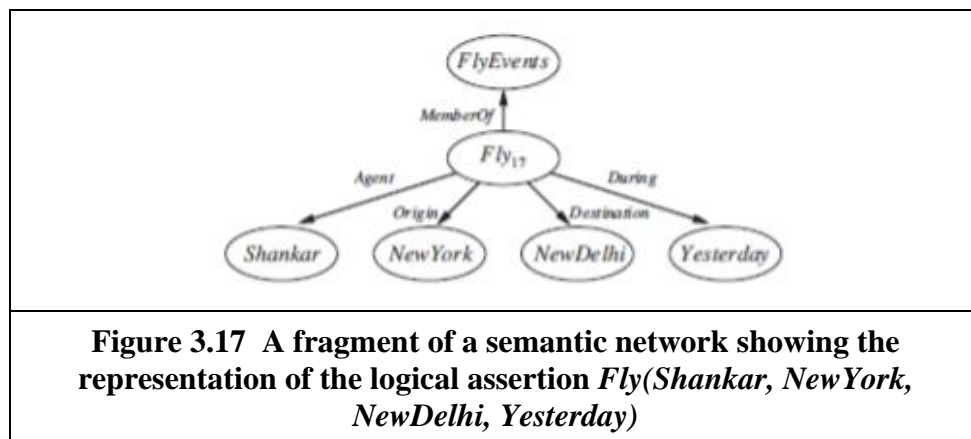 FlyEvents
MemberOf
Fly17
Agent
During
Origin
Destination
Shankar
NewYork
NewDelhi
Yesterday
Figure 3.17 A fragment of a semantic network showing the
representation of the logical assertion Fly(Shankar, NewYork,
NewDelhi, Yesterday)